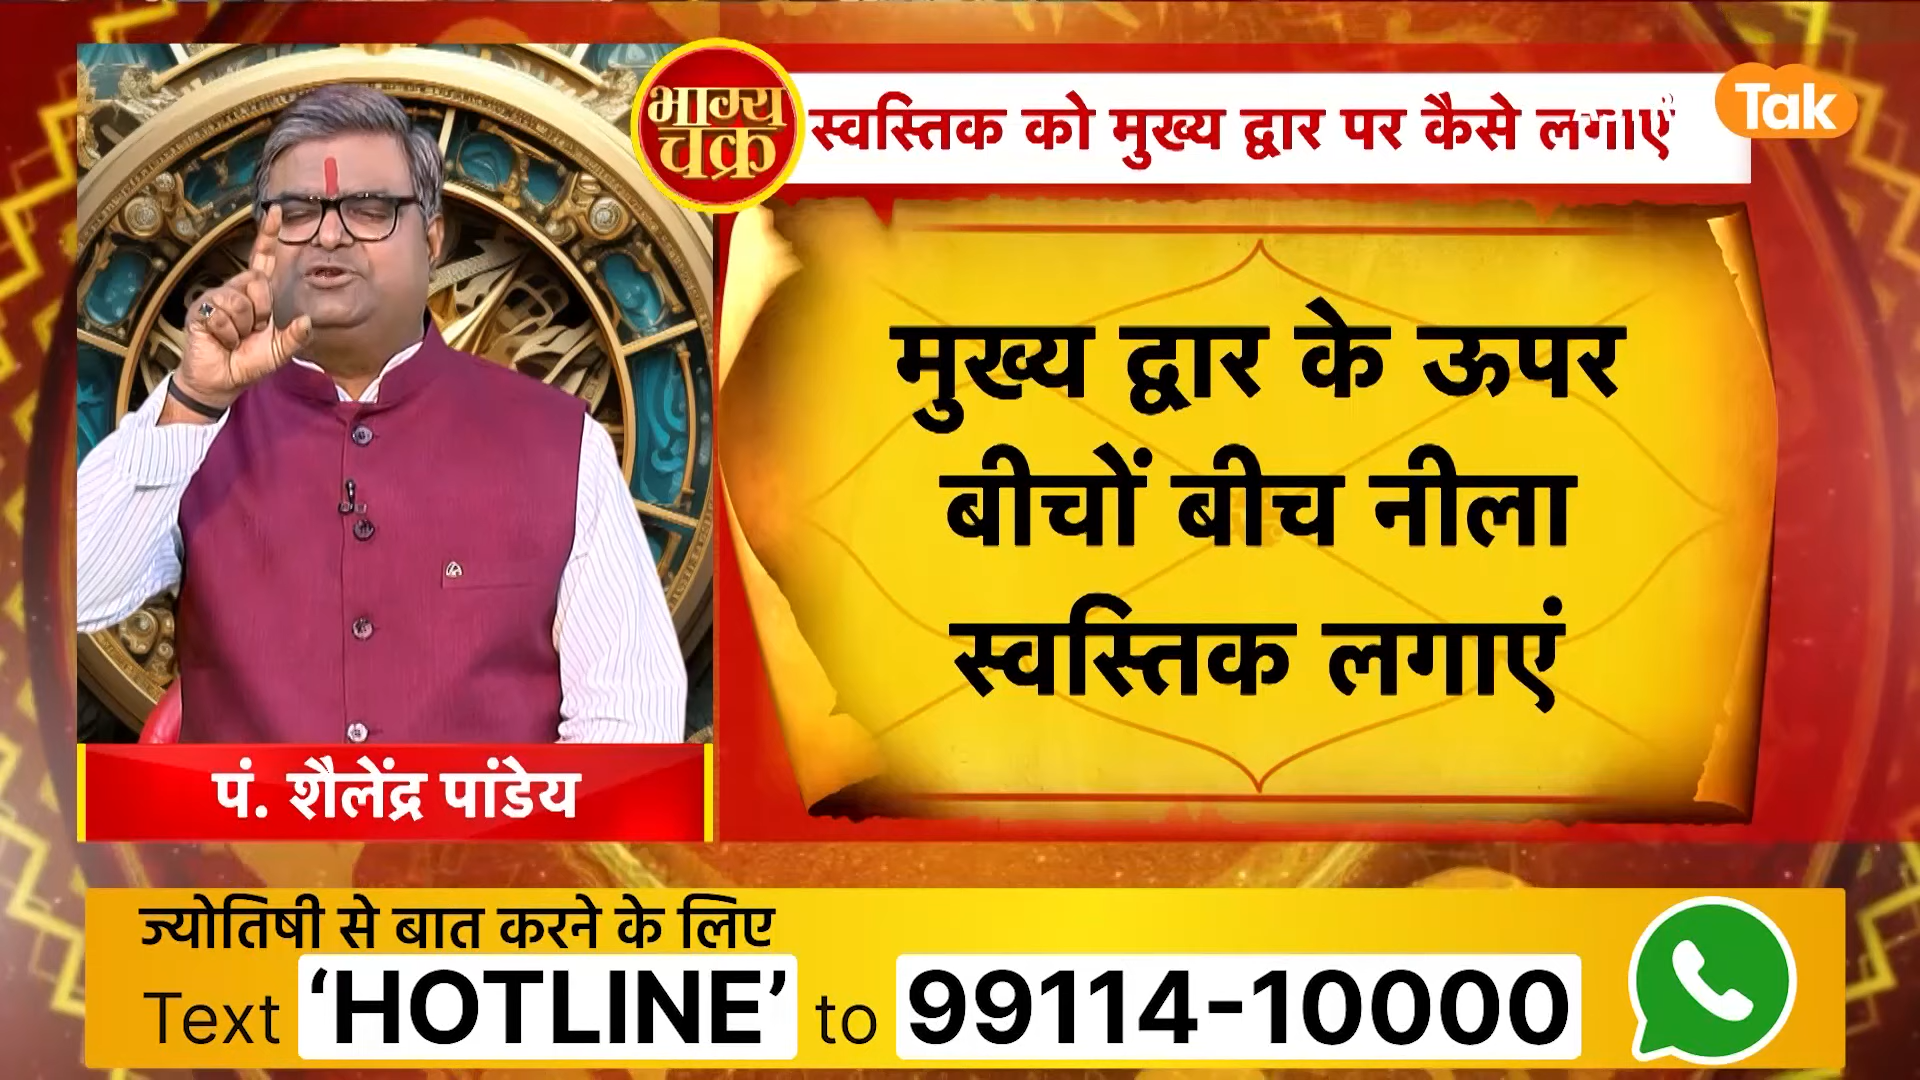 भाग्य
चक्र
स्वस्तिक को मुख्य द्वार पर कैसे लगाएं
Tak
मुख्य द्वार के ऊपर
बीचों बीच नीला
स्वस्तिक लगाएं
पं. शैलेंद्र पांडेय
ज्योतिषी से बात करने के लिए
Text 'HOTLINE' to 99114-10000